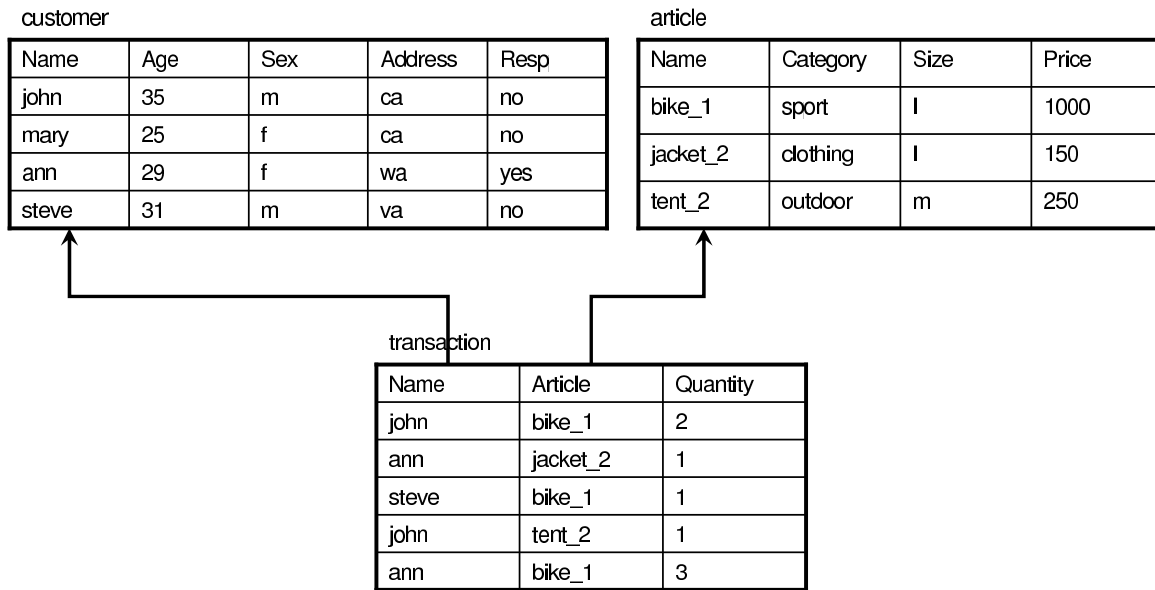 customer
Name Age Sex Address Resp
john 35 m ca no
mary 25 f ca no
ann 29 f wa yes
steve 31 m va no
article
Name Category Size Price
bike_1 sport l 1000
jacket_2 clothing l 150
tent_2 outdoor m 250
transaction
Name Article Quantity
john bike_1 2
ann jacket_2 1
steve bike_1 1
john tent_2 1
ann bike_1 3